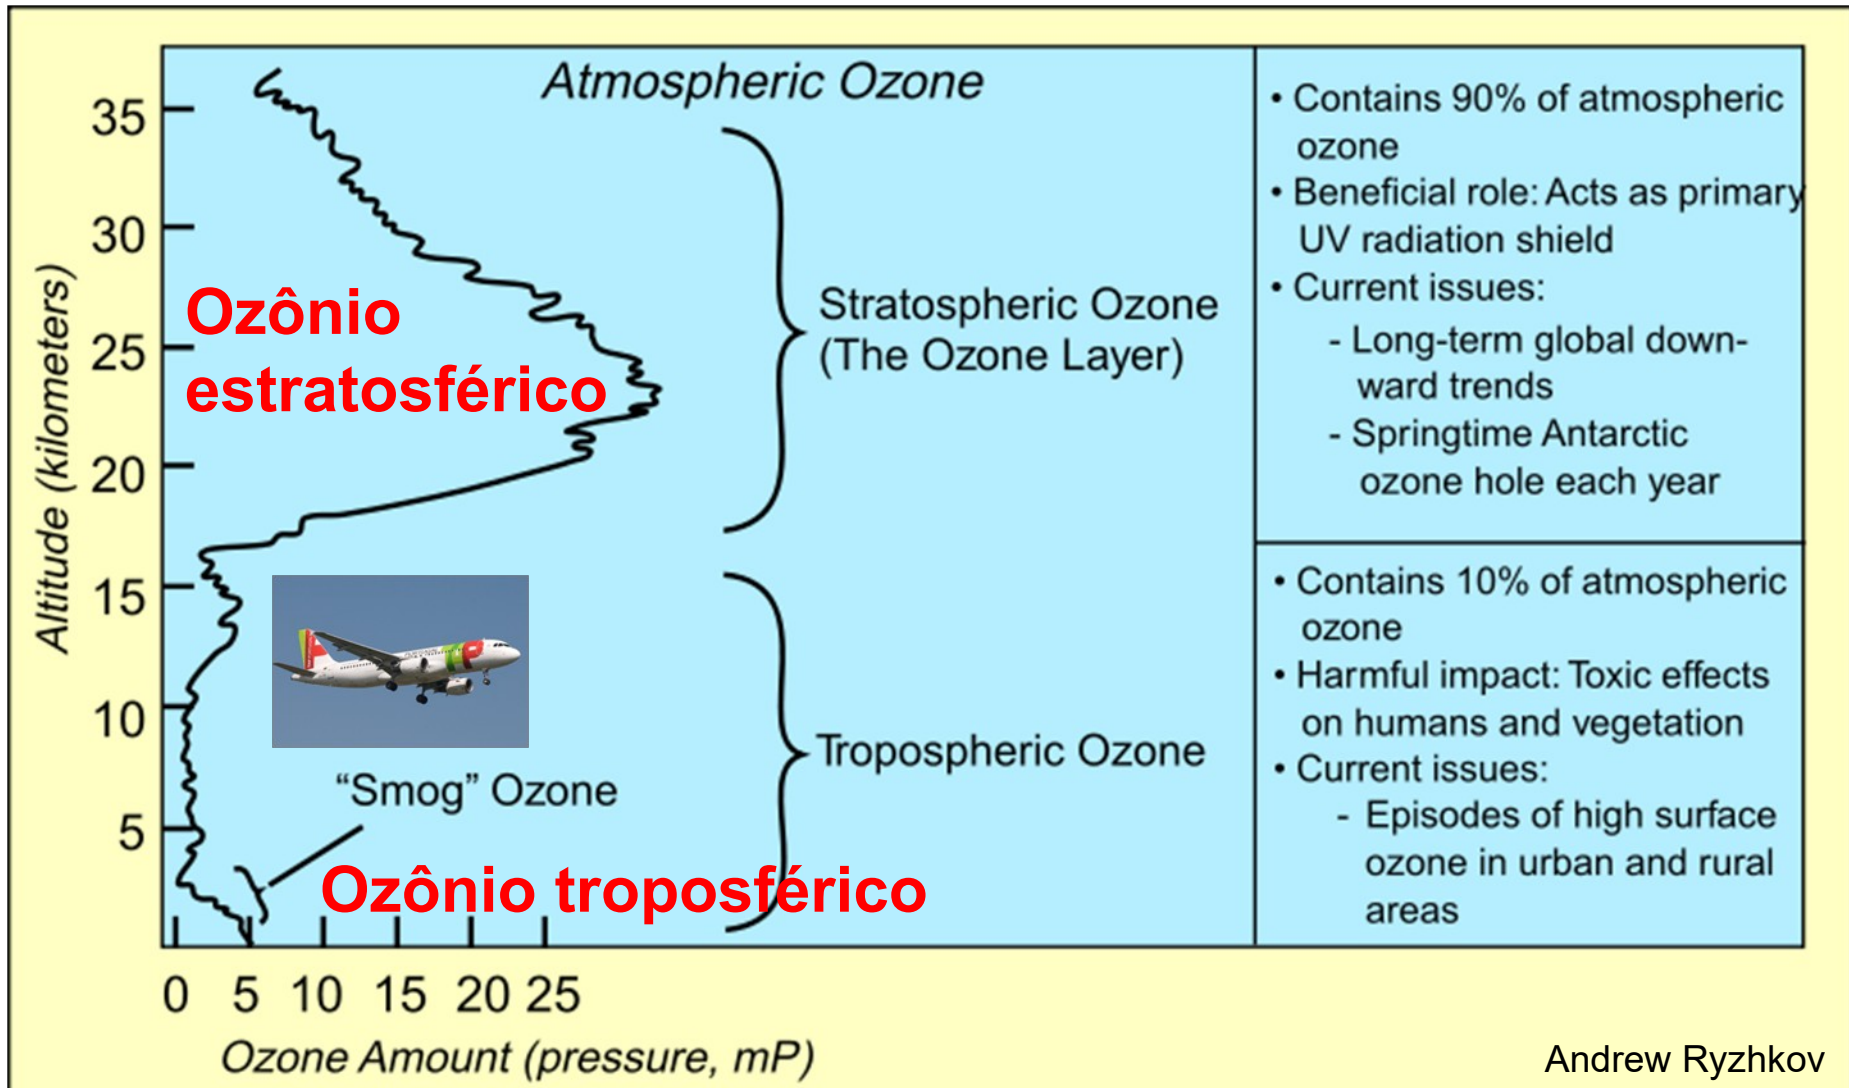 Atmospheric Ozone
35
30
25
20
15
10
5
Altitude (kilometers)
Ozônio
estratosférico
Stratospheric Ozone
(The Ozone Layer)
Tropospheric Ozone
“Smog” Ozone
Ozônio troposférico
0 5 10 15 20 25
Ozone Amount (pressure, mP)
• Contains 90% of atmospheric
ozone
• Beneficial role: Acts as primary
UV radiation shield
• Current issues:
- Long-term global down-
ward trends
- Springtime Antarctic
ozone hole each year
• Contains 10% of atmospheric
ozone
• Harmful impact: Toxic effects
on humans and vegetation
• Current issues:
- Episodes of high surface
ozone in urban and rural
areas
Andrew Ryzhkov